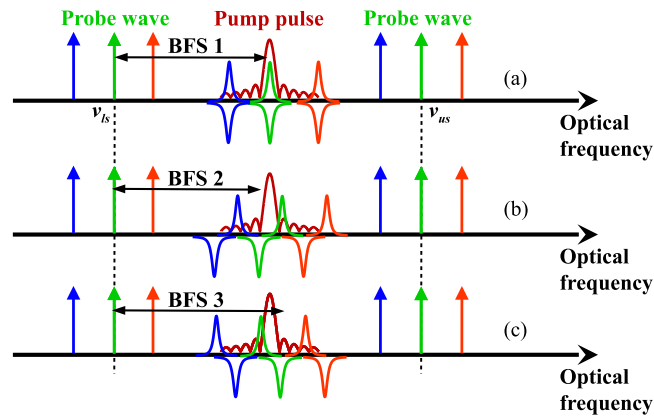 Probe wave Pump pulse Probe wave
BFS 1
(a)
νls νus
Optical
frequency
BFS 2
(b)
Optical
frequency
BFS 3
(c)
Optical
frequency